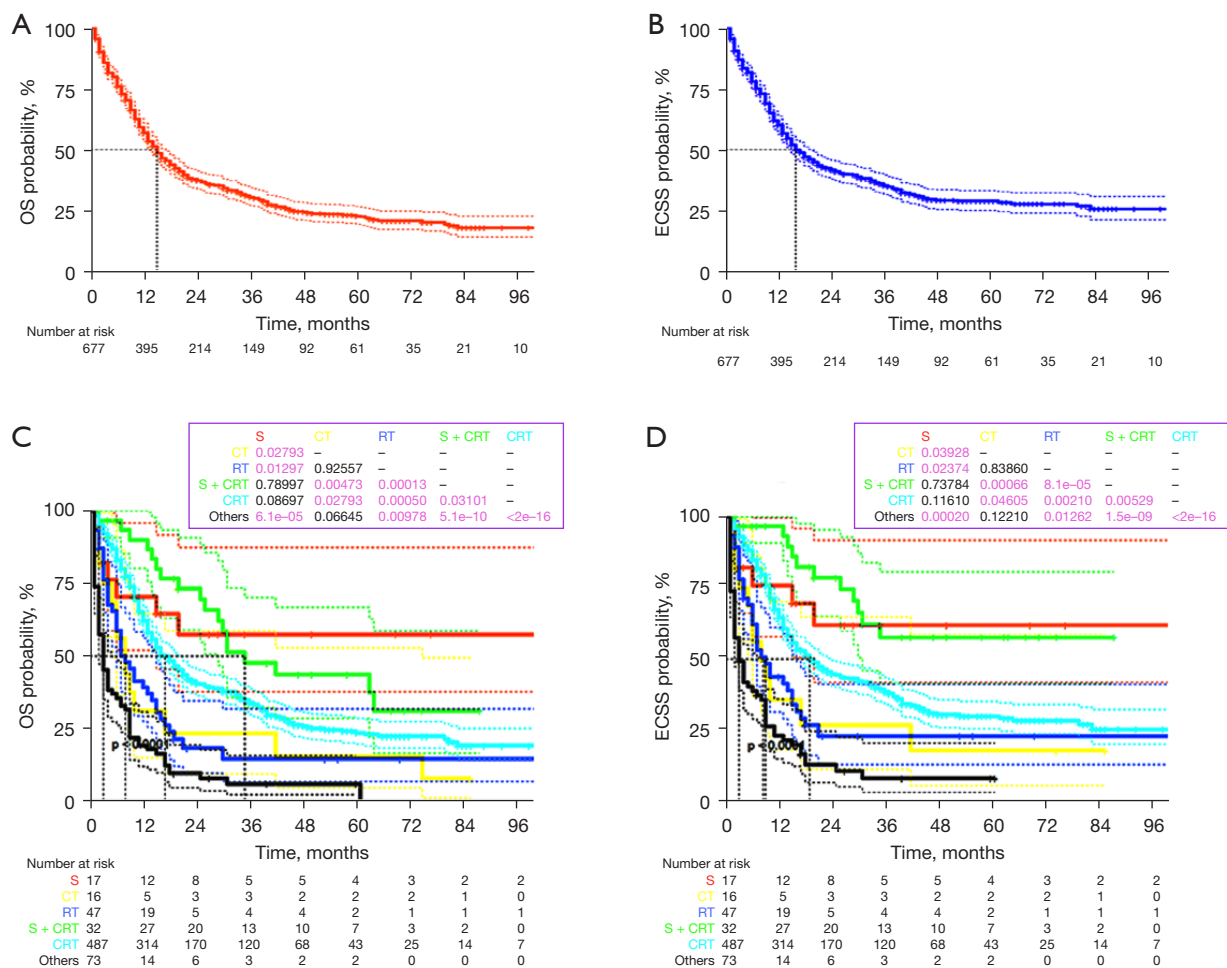 A
B
100
75
50
25
0
OS probability, %
0 12 24 36 48 60 72 84 96
Time, months
Number at risk
677 395 214 149 92 61 35 21 10
100
75
50
25
0
ECSS probability, %
0 12 24 36 48 60 72 84 96
Time, months
Number at risk
677 395 214 149 92 61 35 21 10
C
S CT RT S + CRT CRT
CT 0.02793 – – – –
RT 0.01297 0.92557 – – –
S + CRT 0.78997 0.00473 0.00013 – –
CRT 0.08697 0.02793 0.00050 0.03101 –
Others 6.1e–05 0.06645 0.00978 5.1e–10 <2e–16
100
75
50
25
0
OS probability, %
0 12 24 36 48 60 72 84 96
Time, months
Number at risk
S 17 12 8 5 5 4 3 2 2
CT 16 5 3 3 2 2 2 1 0
RT 47 19 5 4 4 2 1 1 1
S + CRT 32 27 20 13 10 7 3 2 0
CRT 487 314 170 120 68 43 25 14 7
Others 73 14 6 3 2 2 0 0 0
D
S CT RT S + CRT CRT
CT 0.03928 – – – –
RT 0.02374 0.83860 – – –
S + CRT 0.73784 0.00066 8.1e–05 – –
CRT 0.11610 0.04605 0.00210 0.00529 –
Others 0.00020 0.12210 0.01262 1.5e–09 <2e–16
100
75
50
25
0
ECSS probability, %
0 12 24 36 48 60 72 84 96
Time, months
Number at risk
S 17 12 8 5 5 4 3 2 2
CT 16 5 3 3 2 2 2 1 0
RT 47 19 5 4 4 2 1 1 1
S + CRT 32 27 20 13 10 7 3 2 0
CRT 487 314 170 120 68 43 25 14 7
Others 73 14 6 3 2 2 0 0 0